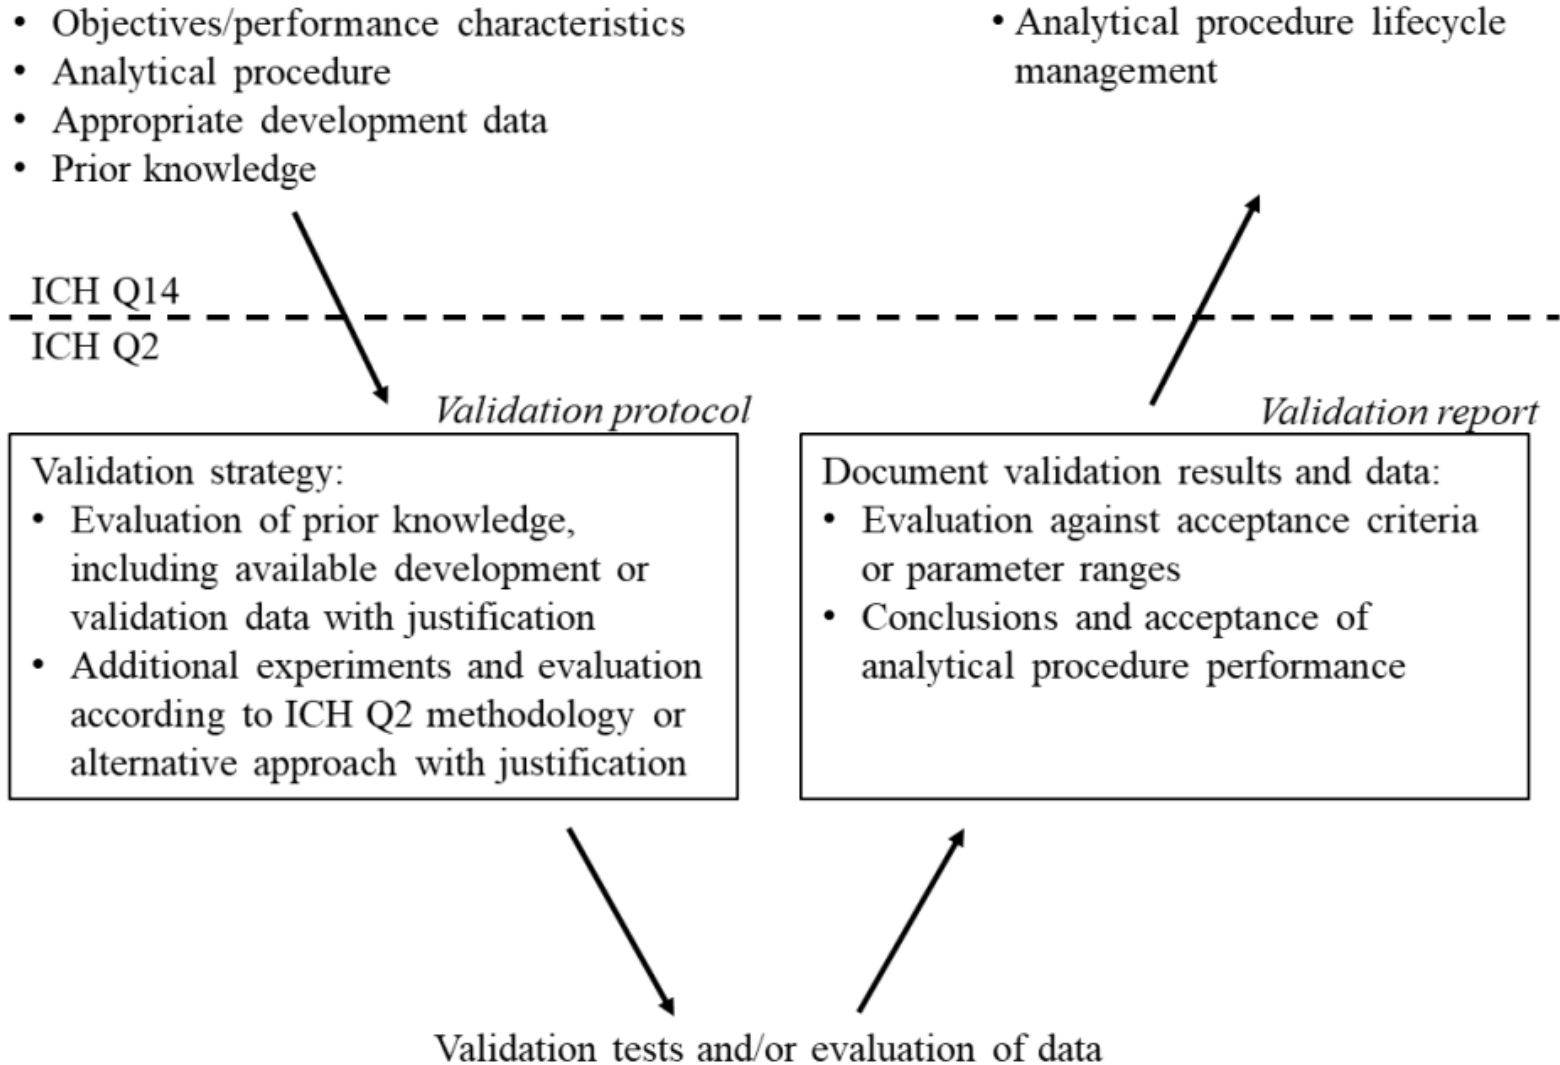 • Objectives/performance characteristics
• Analytical procedure
• Appropriate development data
• Prior knowledge
• Analytical procedure lifecycle
management
ICH Q14
ICH Q2
Validation protocol
Validation strategy:
• Evaluation of prior knowledge,
including available development or
validation data with justification
• Additional experiments and evaluation
according to ICH Q2 methodology or
alternative approach with justification
Validation report
Document validation results and data:
• Evaluation against acceptance criteria
or parameter ranges
• Conclusions and acceptance of
analytical procedure performance
Validation tests and/or evaluation of data